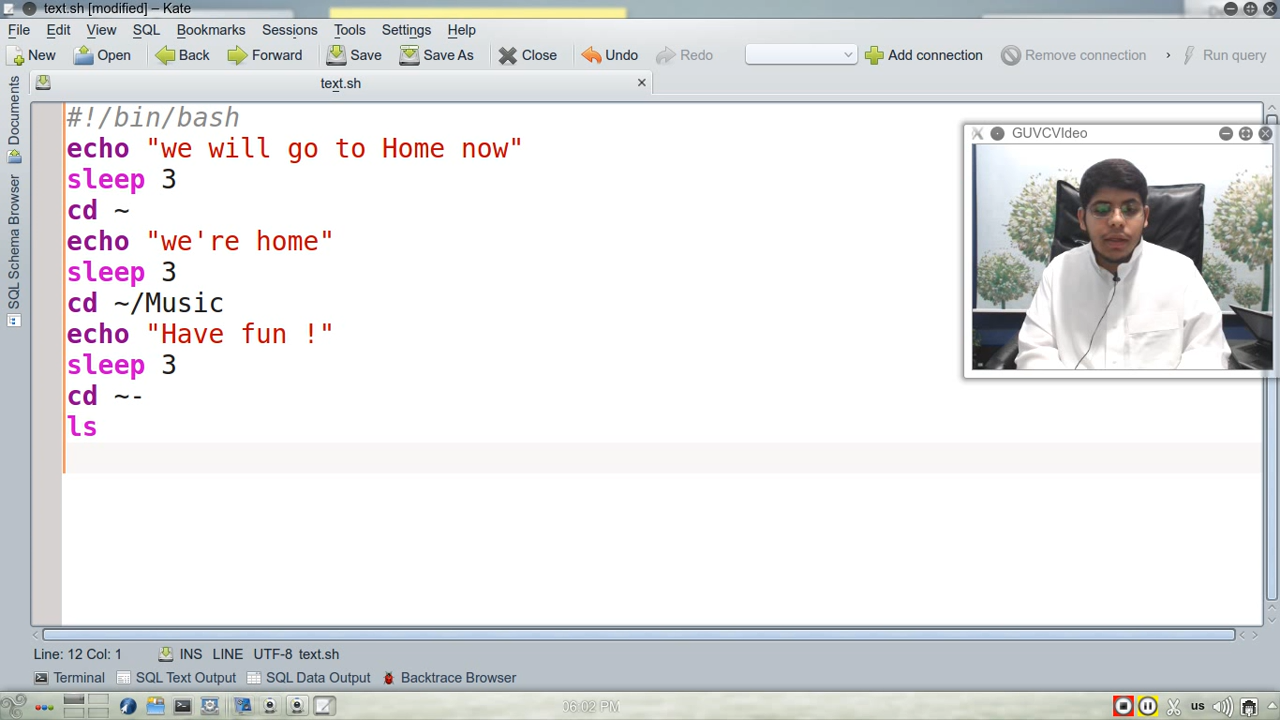 text.sh [modified] – Kate
File Edit View SQL Bookmarks Sessions Tools Settings Help
New Open Back Forward Save Save As Close Undo Redo Add connection Remove connection › Run query
text.sh
Documents
SQL Schema Browser
#!/bin/bash
echo "we will go to Home now"
sleep 3
cd ~
echo "we're home"
sleep 3
cd ~/Music
echo "Have fun !"
sleep 3
cd ~-
ls
GUVCVIdeo
Line: 12 Col: 1 INS LINE UTF-8 text.sh
Terminal SQL Text Output SQL Data Output Backtrace Browser
06:02 PM us